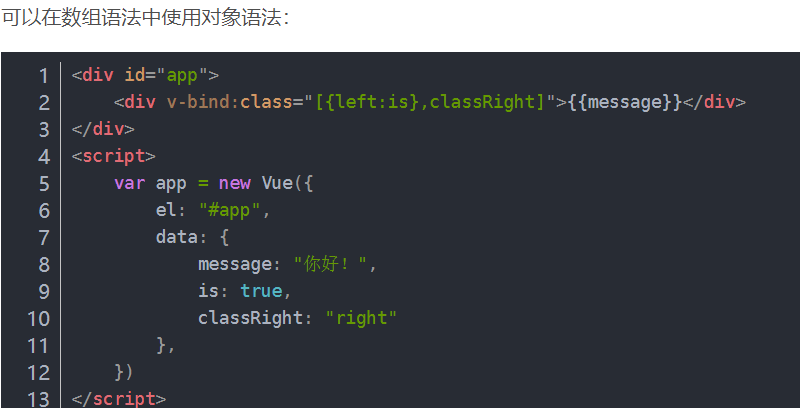 可以在数组语法中使用对象语法：
1 <div id="app">
2     <div v-bind:class="[{left:is},classRight]">{{message}}</div>
3 </div>
4 <script>
5     var app = new Vue({
6         el: "#app",
7         data: {
8             message: "你好！",
9             is: true,
10             classRight: "right"
11         },
12     })
13 </script>